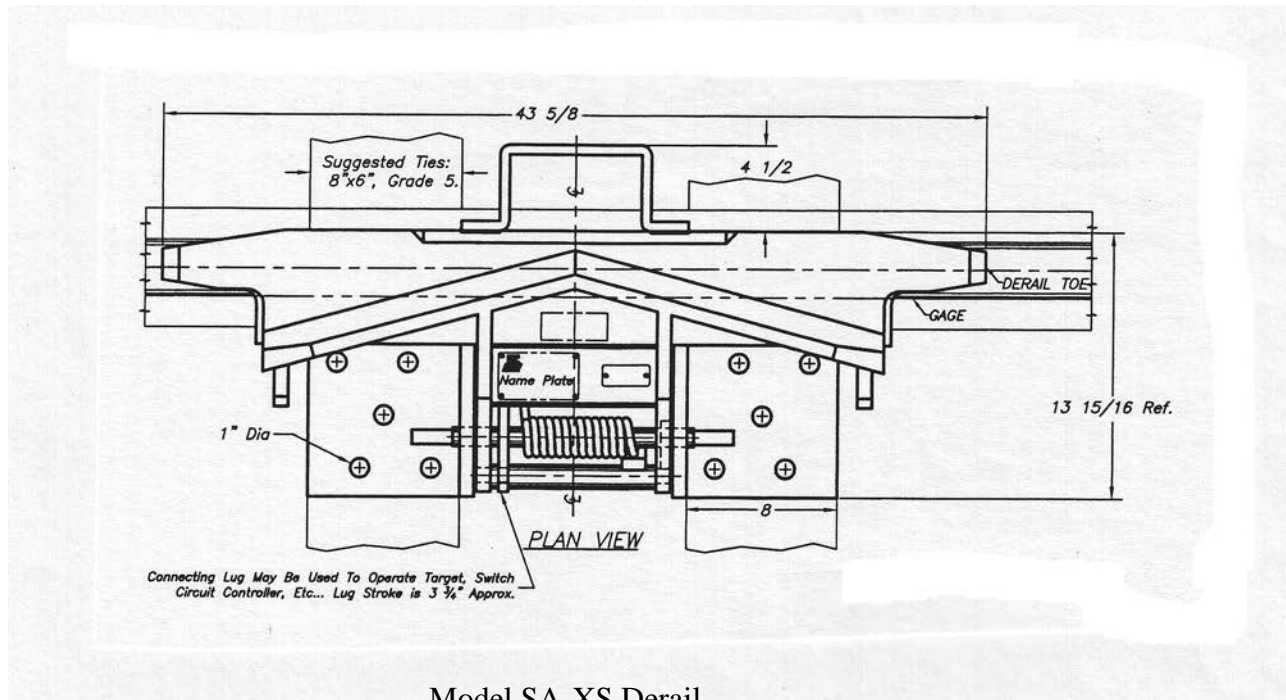 43 5/8
Suggested Ties:
8"x6", Grade 5.
4 1/2
℄
DERAIL TOE
GAGE
Name Plate
13 15/16 Ref.
1" Dia
8
℄
PLAN VIEW
Connecting Lug May Be Used To Operate Target, Switch
Circuit Controller, Etc... Lug Stroke is 3 ¾" Approx.
Model SA-XS Derail